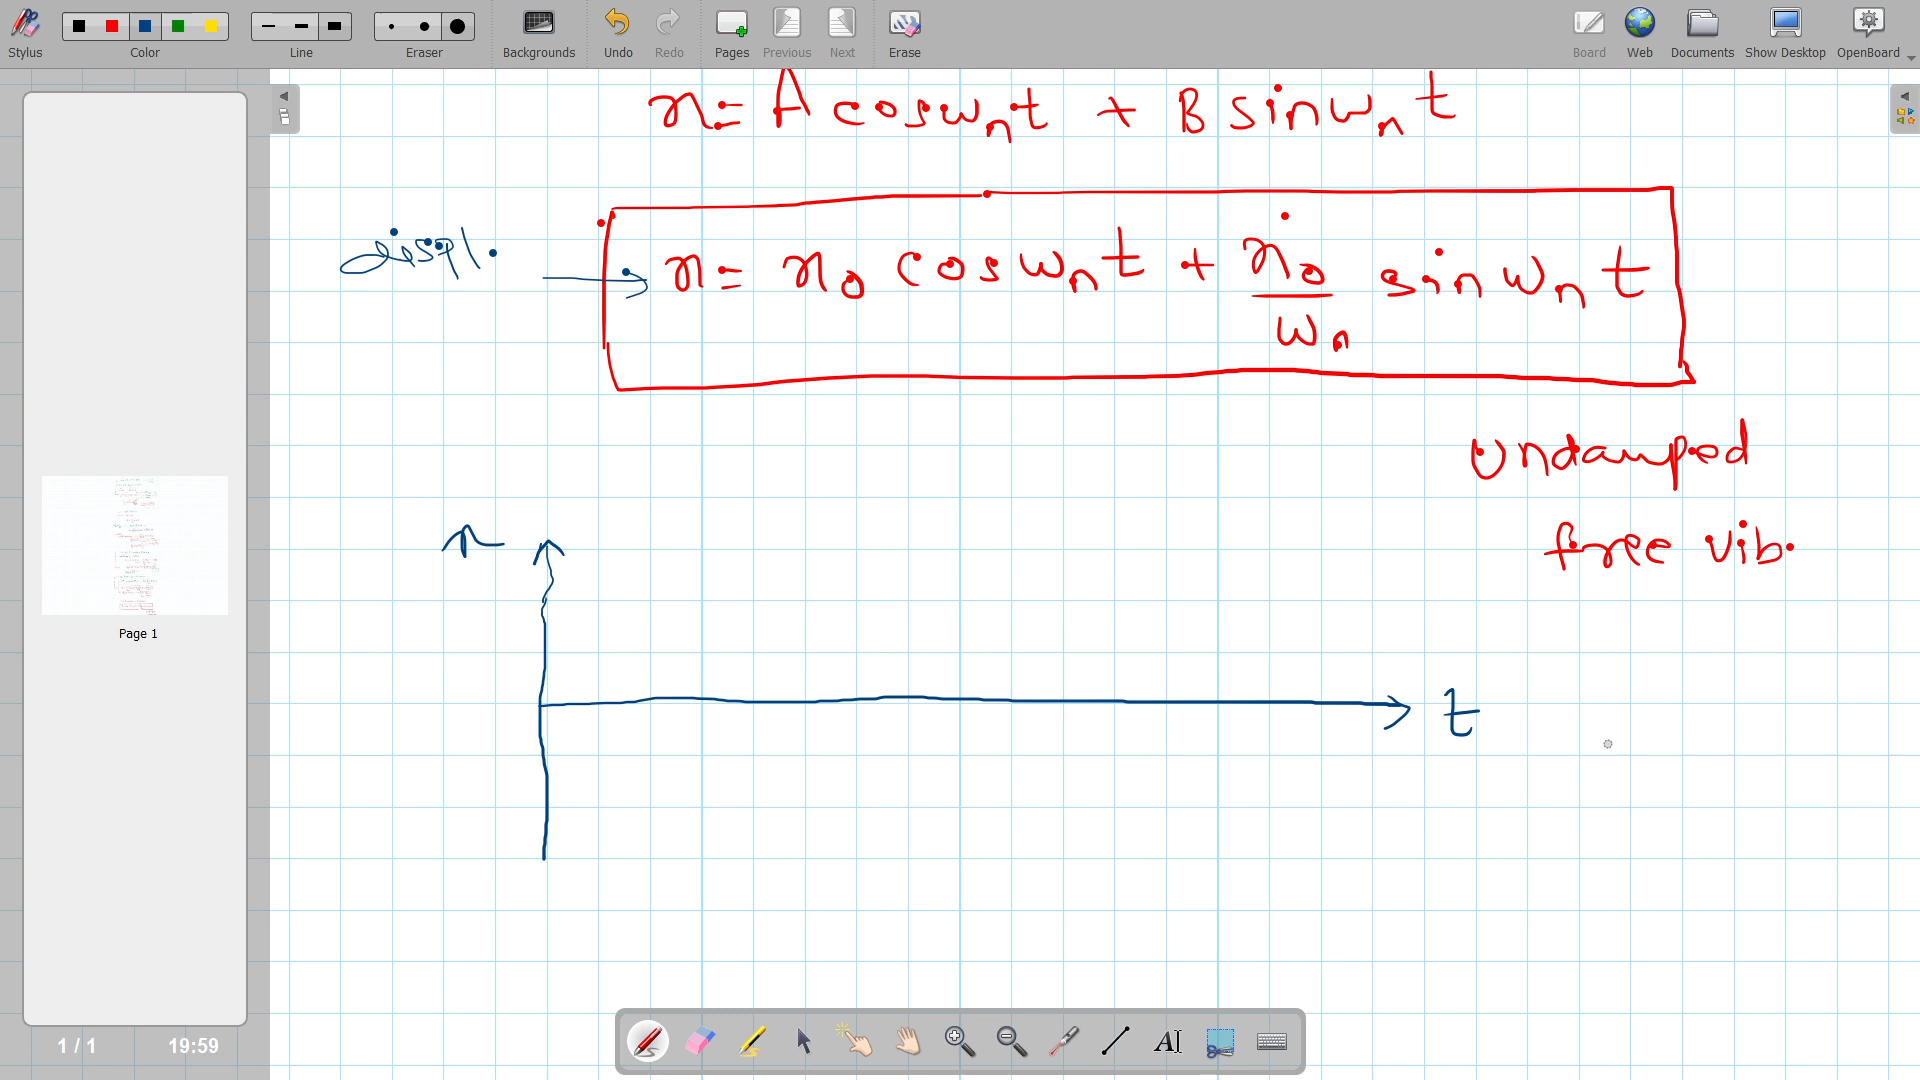 Stylus Color Line Eraser Backgrounds Undo Redo Pages Previous Next Erase Board Web Documents Show Desktop OpenBoard
x = A cos ωₙt + B sin ωₙt
displ.
x = x₀ cos ωₙt + ẋ₀/ωₙ sin ωₙt
Undamped
free vib.
x
t
Page 1
1 / 1 19:59